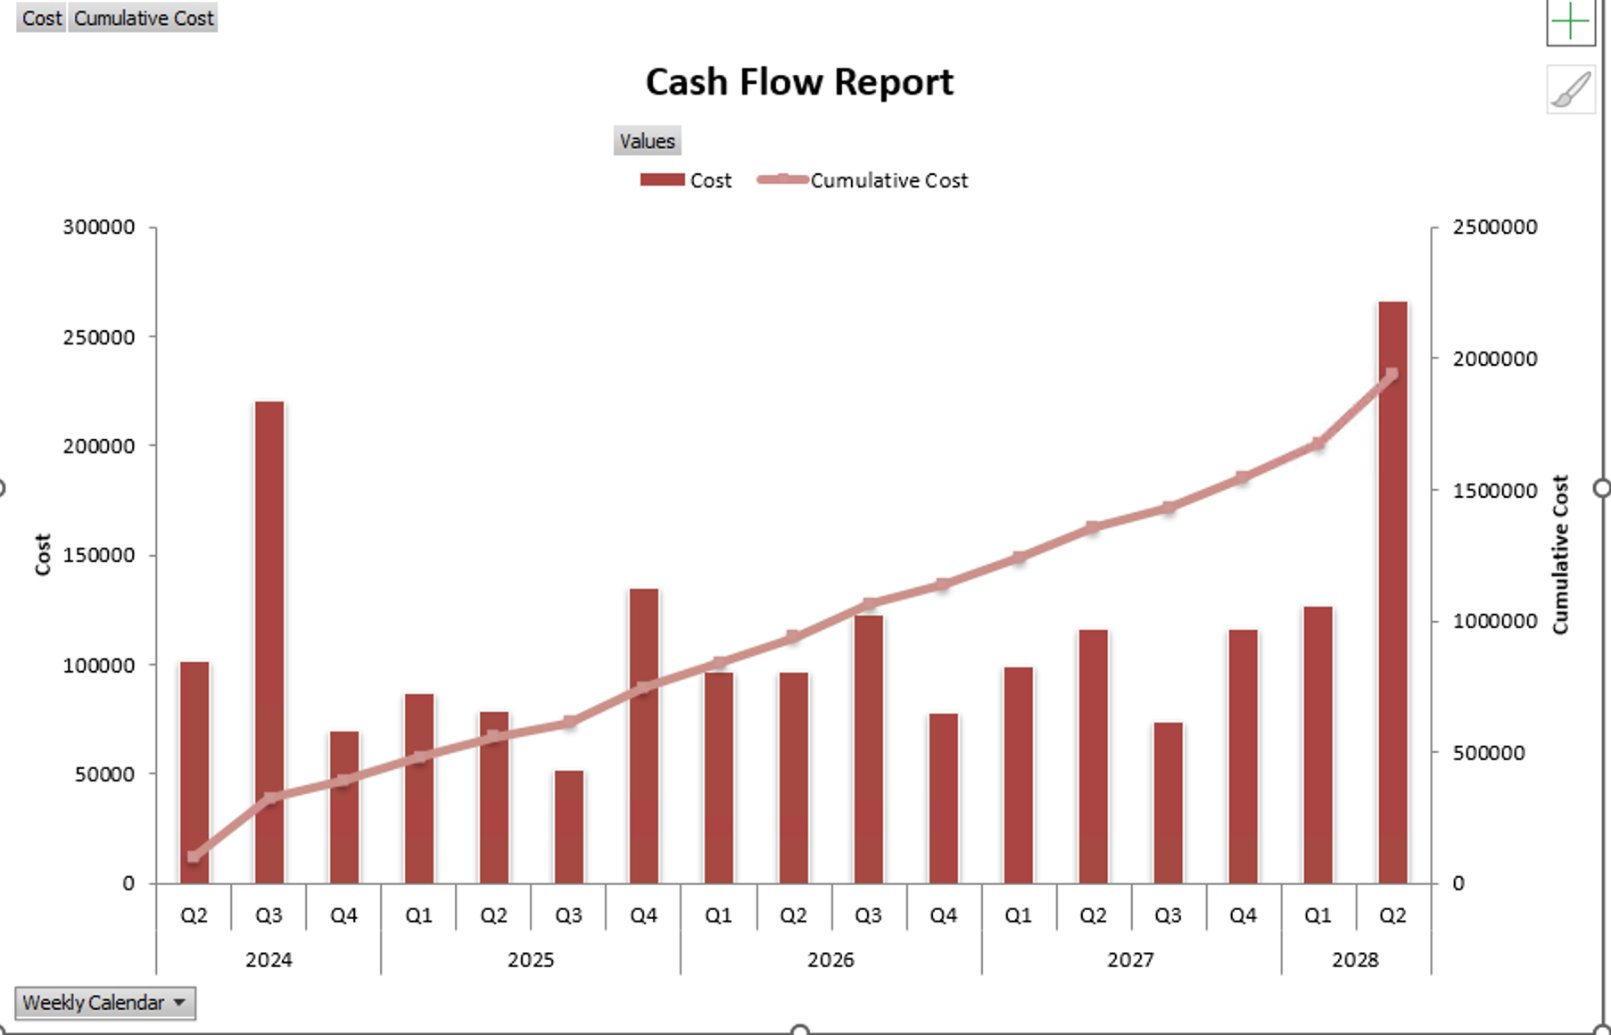 Cost Cumulative Cost
Cash Flow Report
Values
Cost Cumulative Cost
300000
250000
200000
150000
100000
50000
0
Cost
2500000
2000000
1500000
1000000
500000
0
Cumulative Cost
Q2 Q3 Q4 Q1 Q2 Q3 Q4 Q1 Q2 Q3 Q4 Q1 Q2 Q3 Q4 Q1 Q2
2024 2025 2026 2027 2028
Weekly Calendar